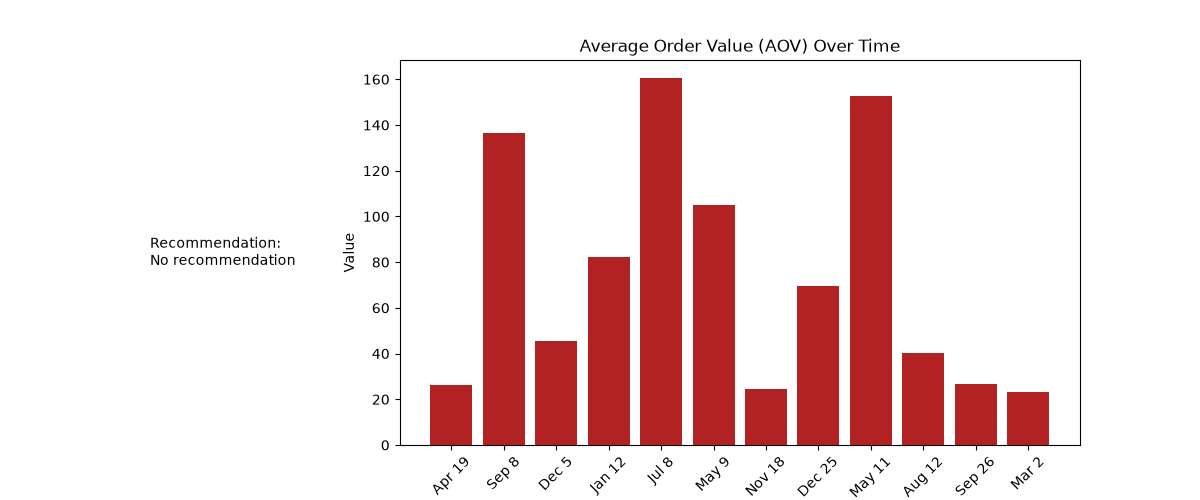 Average Order Value (AOV) Over Time
Recommendation:
No recommendation
Value
160
140
120
100
80
60
40
20
0
Apr 19
Sep 8
Dec 5
Jan 12
Jul 8
May 9
Nov 18
Dec 25
May 11
Aug 12
Sep 26
Mar 2